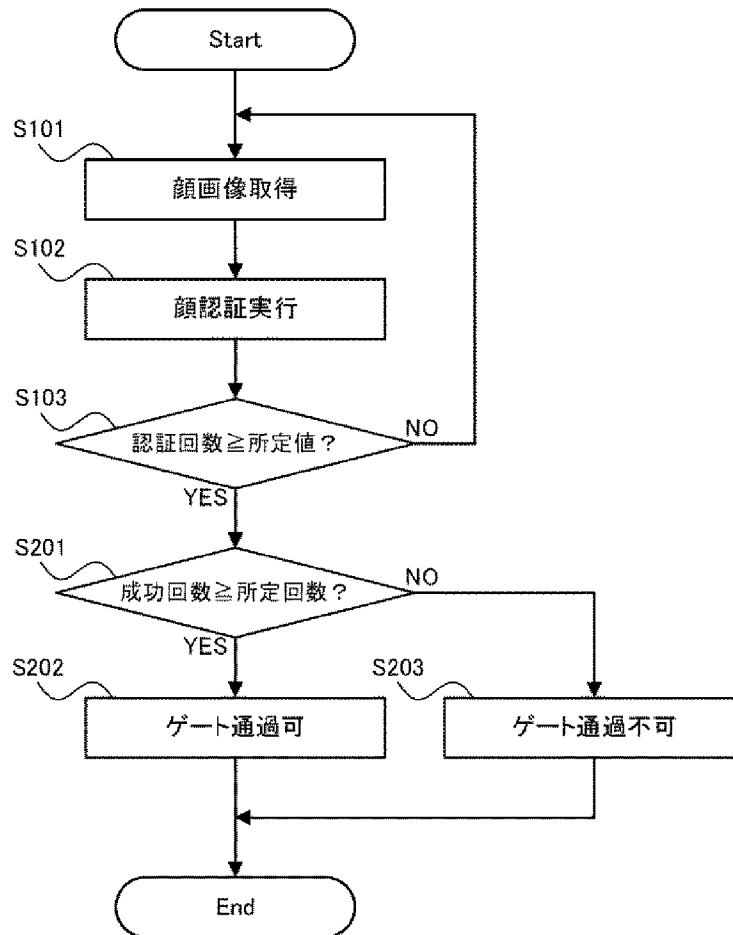 Start
S101
顔画像取得
S102
顔認証実行
S103
認証回数≧所定値？
NO
YES
S201
成功回数≧所定回数？
NO
YES
S202
ゲート通過可
S203
ゲート通過不可
End